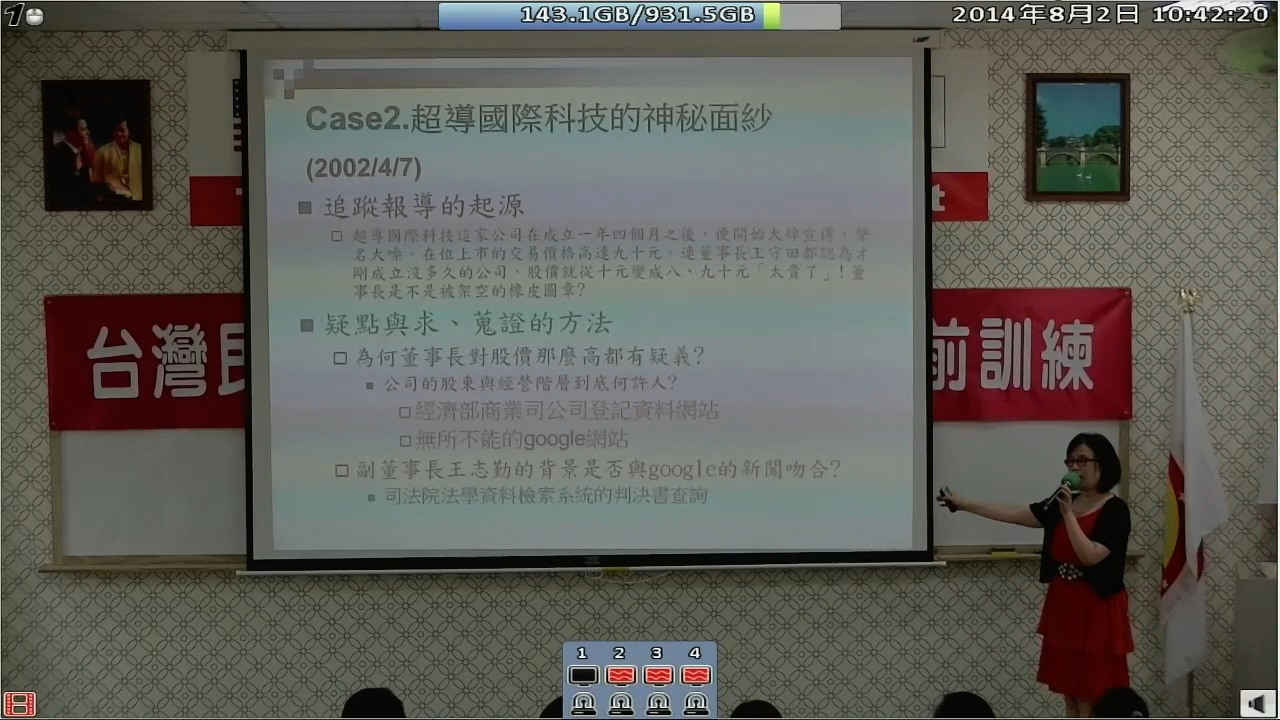 1
143.1GB/931.5GB
2014年8月2日 10:42:20
Case2.超導國際科技的神秘面紗
(2002/4/7)
追蹤報導的起源
超導國際科技這家公司在成立一年四個月之後，便開始大肆宣傳，聲
名大噪。在位上市的交易價格高達九十元。連董事長王守田都認為才
剛成立沒多久的公司，股價就從十元變成八、九十元「太貴了」！董
事長是不是被架空的橡皮圖章？
疑點與求、蒐證的方法
為何董事長對股價那麼高都有疑義？
公司的股東與經營階層到底何許人？
經濟部商業司公司登記資料網站
無所不能的google網站
副董事長王志勤的背景是否與google的新聞吻合？
司法院法學資料檢索系統的判決書查詢
台灣民
前訓練
t
1 2 3 4